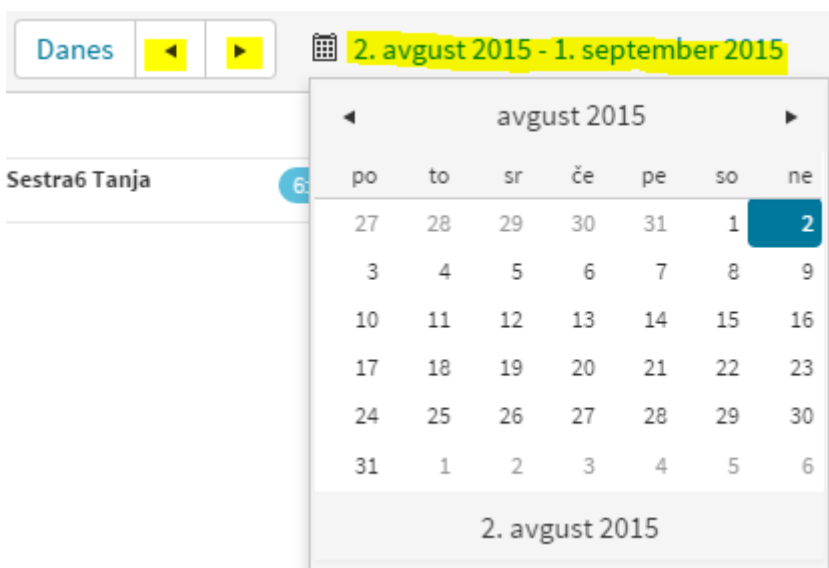 Danes ◄ ► 2. avgust 2015 - 1. september 2015
◄ avgust 2015 ►
po to sr če pe so ne
Sestra6 Tanja
27 28 29 30 31 1 2
3 4 5 6 7 8 9
10 11 12 13 14 15 16
17 18 19 20 21 22 23
24 25 26 27 28 29 30
31 1 2 3 4 5 6
2. avgust 2015